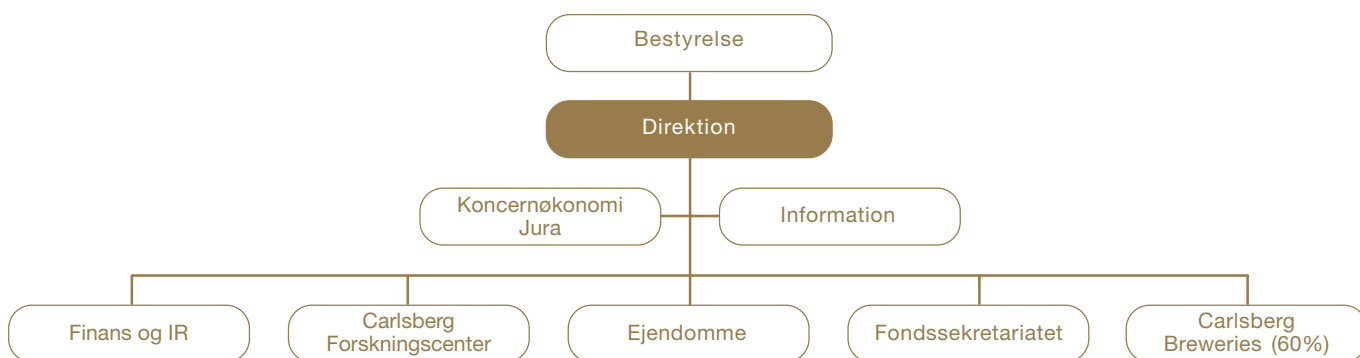 Bestyrelse
Direktion
Koncernøkonomi
Jura
Information
Finans og IR
Carlsberg
Forskningscenter
Ejendomme
Fondssekretariatet
Carlsberg
Breweries (60%)